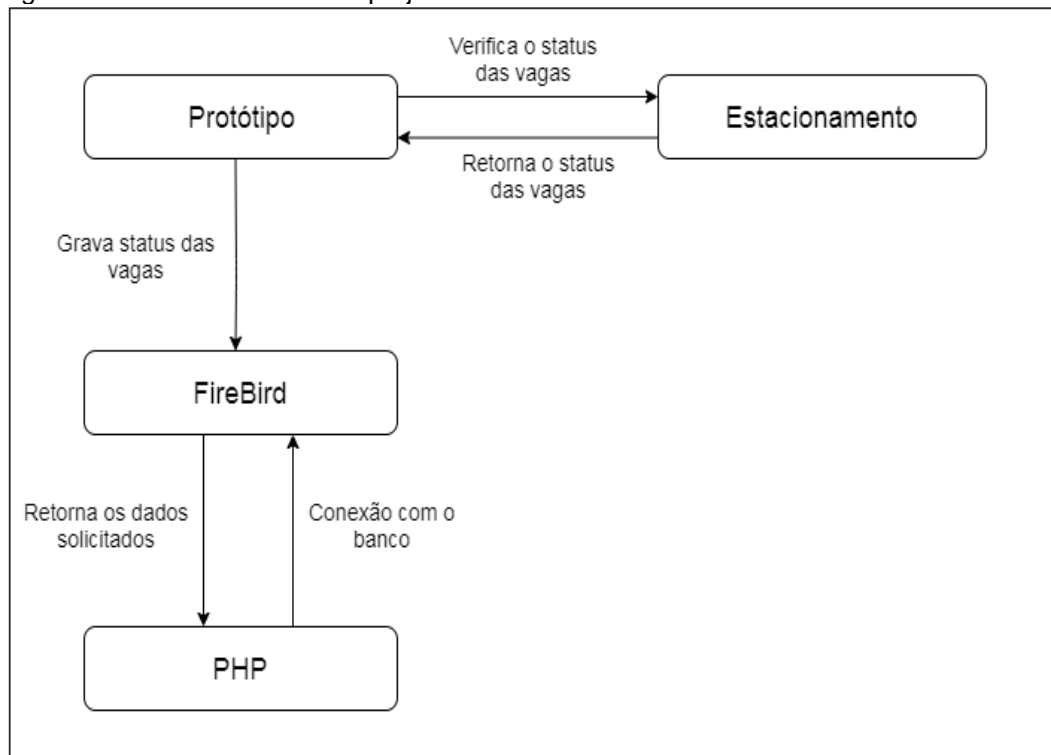 Verifica o status
das vagas
Protótipo
Estacionamento
Retorna o status
das vagas
Grava status das
vagas
FireBird
Retorna os dados
solicitados
Conexão com o
banco
PHP